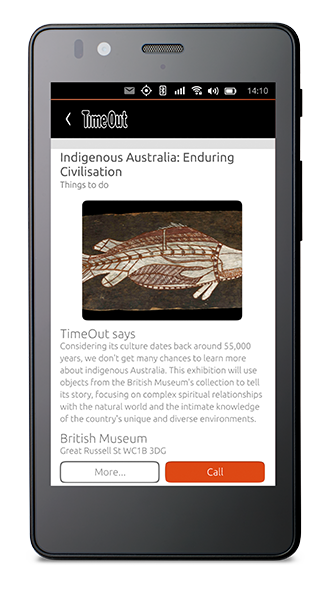 14:10
TimeOut
Indigenous Australia: Enduring
Civilisation
Things to do
TimeOut says
Considering its culture dates back around 55,000
years, we don't get many chances to learn more
about indigenous Australia. This exhibition will use
objects from the British Museum's collection to tell
its story, focusing on complex spiritual relationships
with the natural world and the intimate knowledge
of the country's unique and diverse environments.
British Museum
Great Russell St WC1B 3DG
More...
Call